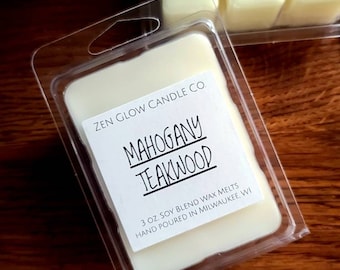 ZEN GLOW CANDLE CO.
MAHOGANY
TEAKWOOD
3 OZ SOY BLEND WAX MELTS
HAND POURED IN MILWAUKEE, WI